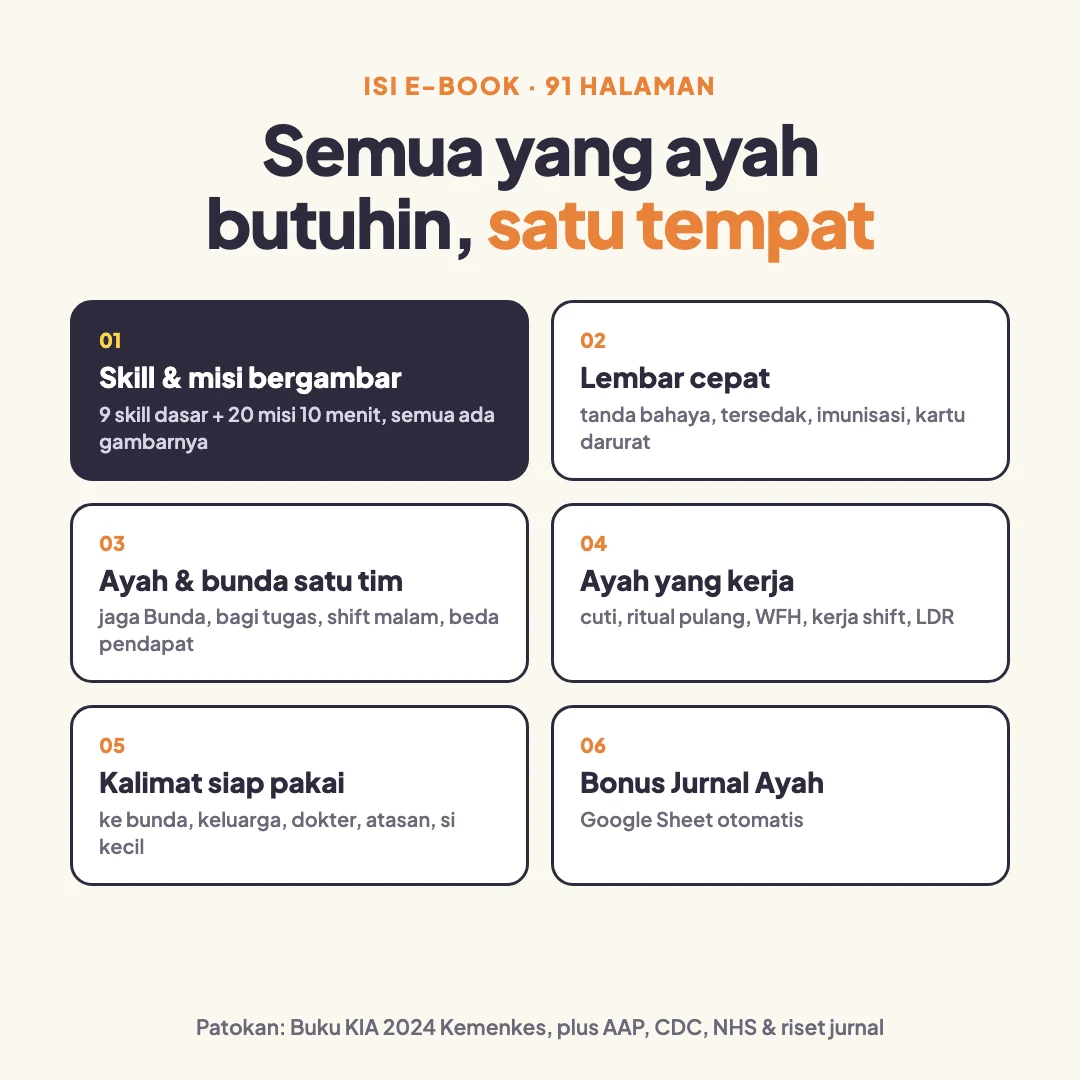 ISI E-BOOK · 91 HALAMAN
Semua yang ayah
butuhin, satu tempat
01
Skill & misi bergambar
9 skill dasar + 20 misi 10 menit, semua ada
gambarnya
02
Lembar cepat
tanda bahaya, tersedak, imunisasi, kartu
darurat
03
Ayah & bunda satu tim
jaga Bunda, bagi tugas, shift malam, beda
pendapat
04
Ayah yang kerja
cuti, ritual pulang, WFH, kerja shift, LDR
05
Kalimat siap pakai
ke bunda, keluarga, dokter, atasan, si
kecil
06
Bonus Jurnal Ayah
Google Sheet otomatis
Patokan: Buku KIA 2024 Kemenkes, plus AAP, CDC, NHS & riset jurnal